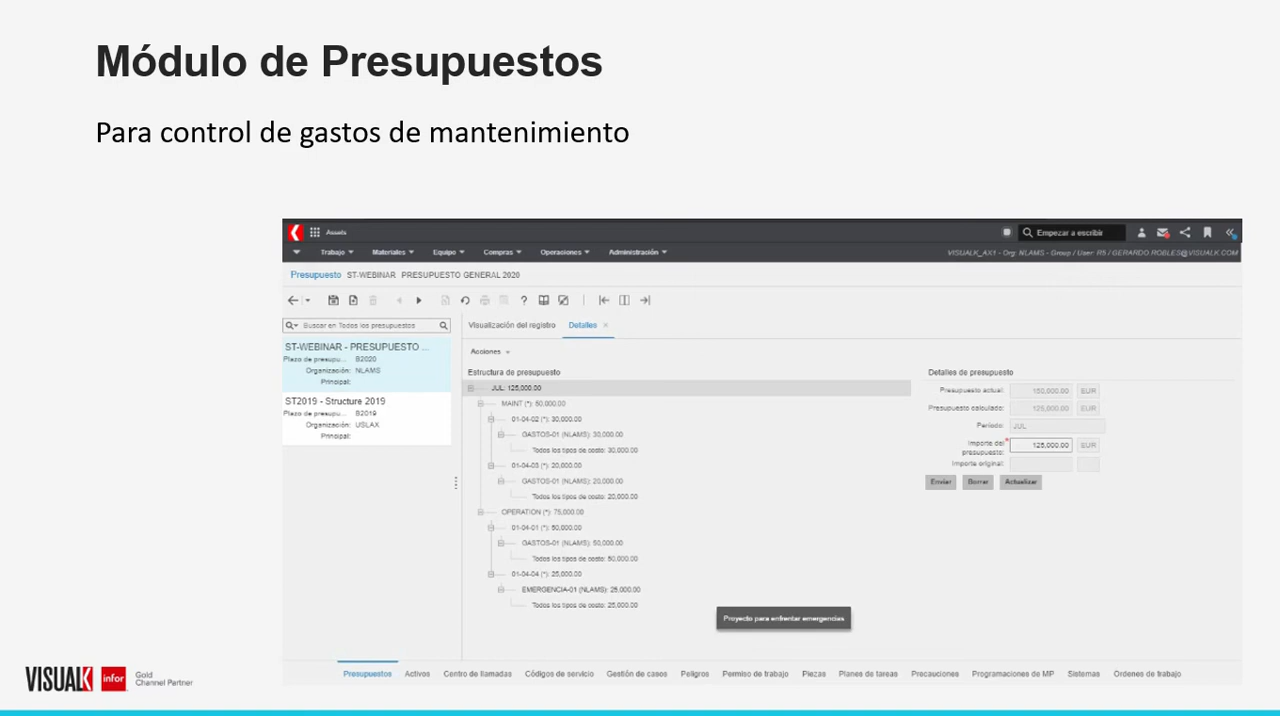 Módulo de Presupuestos
Para control de gastos de mantenimiento
Assets
Empezar a escribir
Trabajo
Materiales
Equipo
Compras
Operaciones
Administración
VISUALK_AX1 - Org: NLAMS - Group / User: R5 / GERARDO.ROBLES@VISUALK.COM
Presupuesto ST-WEBINAR PRESUPUESTO GENERAL 2020
Buscar en Todos los presupuestos
ST-WEBINAR - PRESUPUESTO ...
Plazo de presupu... B2020
Organización: NLAMS
Principal:
ST2019 - Structure 2019
Plazo de presupu... B2019
Organización: USLAX
Principal:
Visualización del registro
Detalles
Acciones
Estructura de presupuesto
JUL: 125,000.00
MAINT (*): 50,000.00
01-04-02 (*): 30,000.00
GASTOS-01 (NLAMS): 30,000.00
Todos los tipos de costo: 30,000.00
01-04-03 (*): 20,000.00
GASTOS-01 (NLAMS): 20,000.00
Todos los tipos de costo: 20,000.00
OPERATION (*): 75,000.00
01-04-01 (*): 50,000.00
GASTOS-01 (NLAMS): 50,000.00
Todos los tipos de costo: 50,000.00
01-04-04 (*): 25,000.00
EMERGENCIA-01 (NLAMS): 25,000.00
Todos los tipos de costo: 25,000.00
Detalles de presupuesto
Presupuesto actual: 150,000.00 EUR
Presupuesto calculado: 125,000.00 EUR
Período: JUL
Importe del presupuesto:* 125,000.00 EUR
Importe original:
Enviar
Borrar
Actualizar
Proyecto para enfrentar emergencias
Presupuestos
Activos
Centro de llamadas
Códigos de servicio
Gestión de casos
Peligros
Permiso de trabajo
Piezas
Planes de tareas
Precauciones
Programaciones de MP
Sistemas
Ordenes de trabajo
VISUALK
infor
Gold
Channel Partner